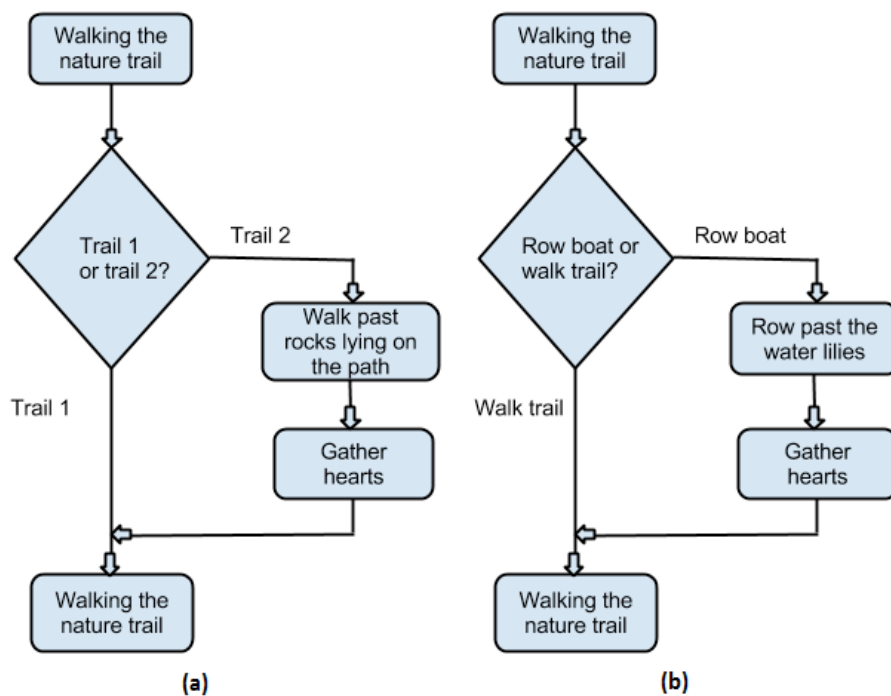 Walking the
nature trail
Trail 1
or trail 2?
Trail 2
Walk past
rocks lying on
the path
Trail 1
Gather
hearts
Walking the
nature trail
(a)
Walking the
nature trail
Row boat or
walk trail?
Row boat
Row past the
water lilies
Walk trail
Gather
hearts
Walking the
nature trail
(b)